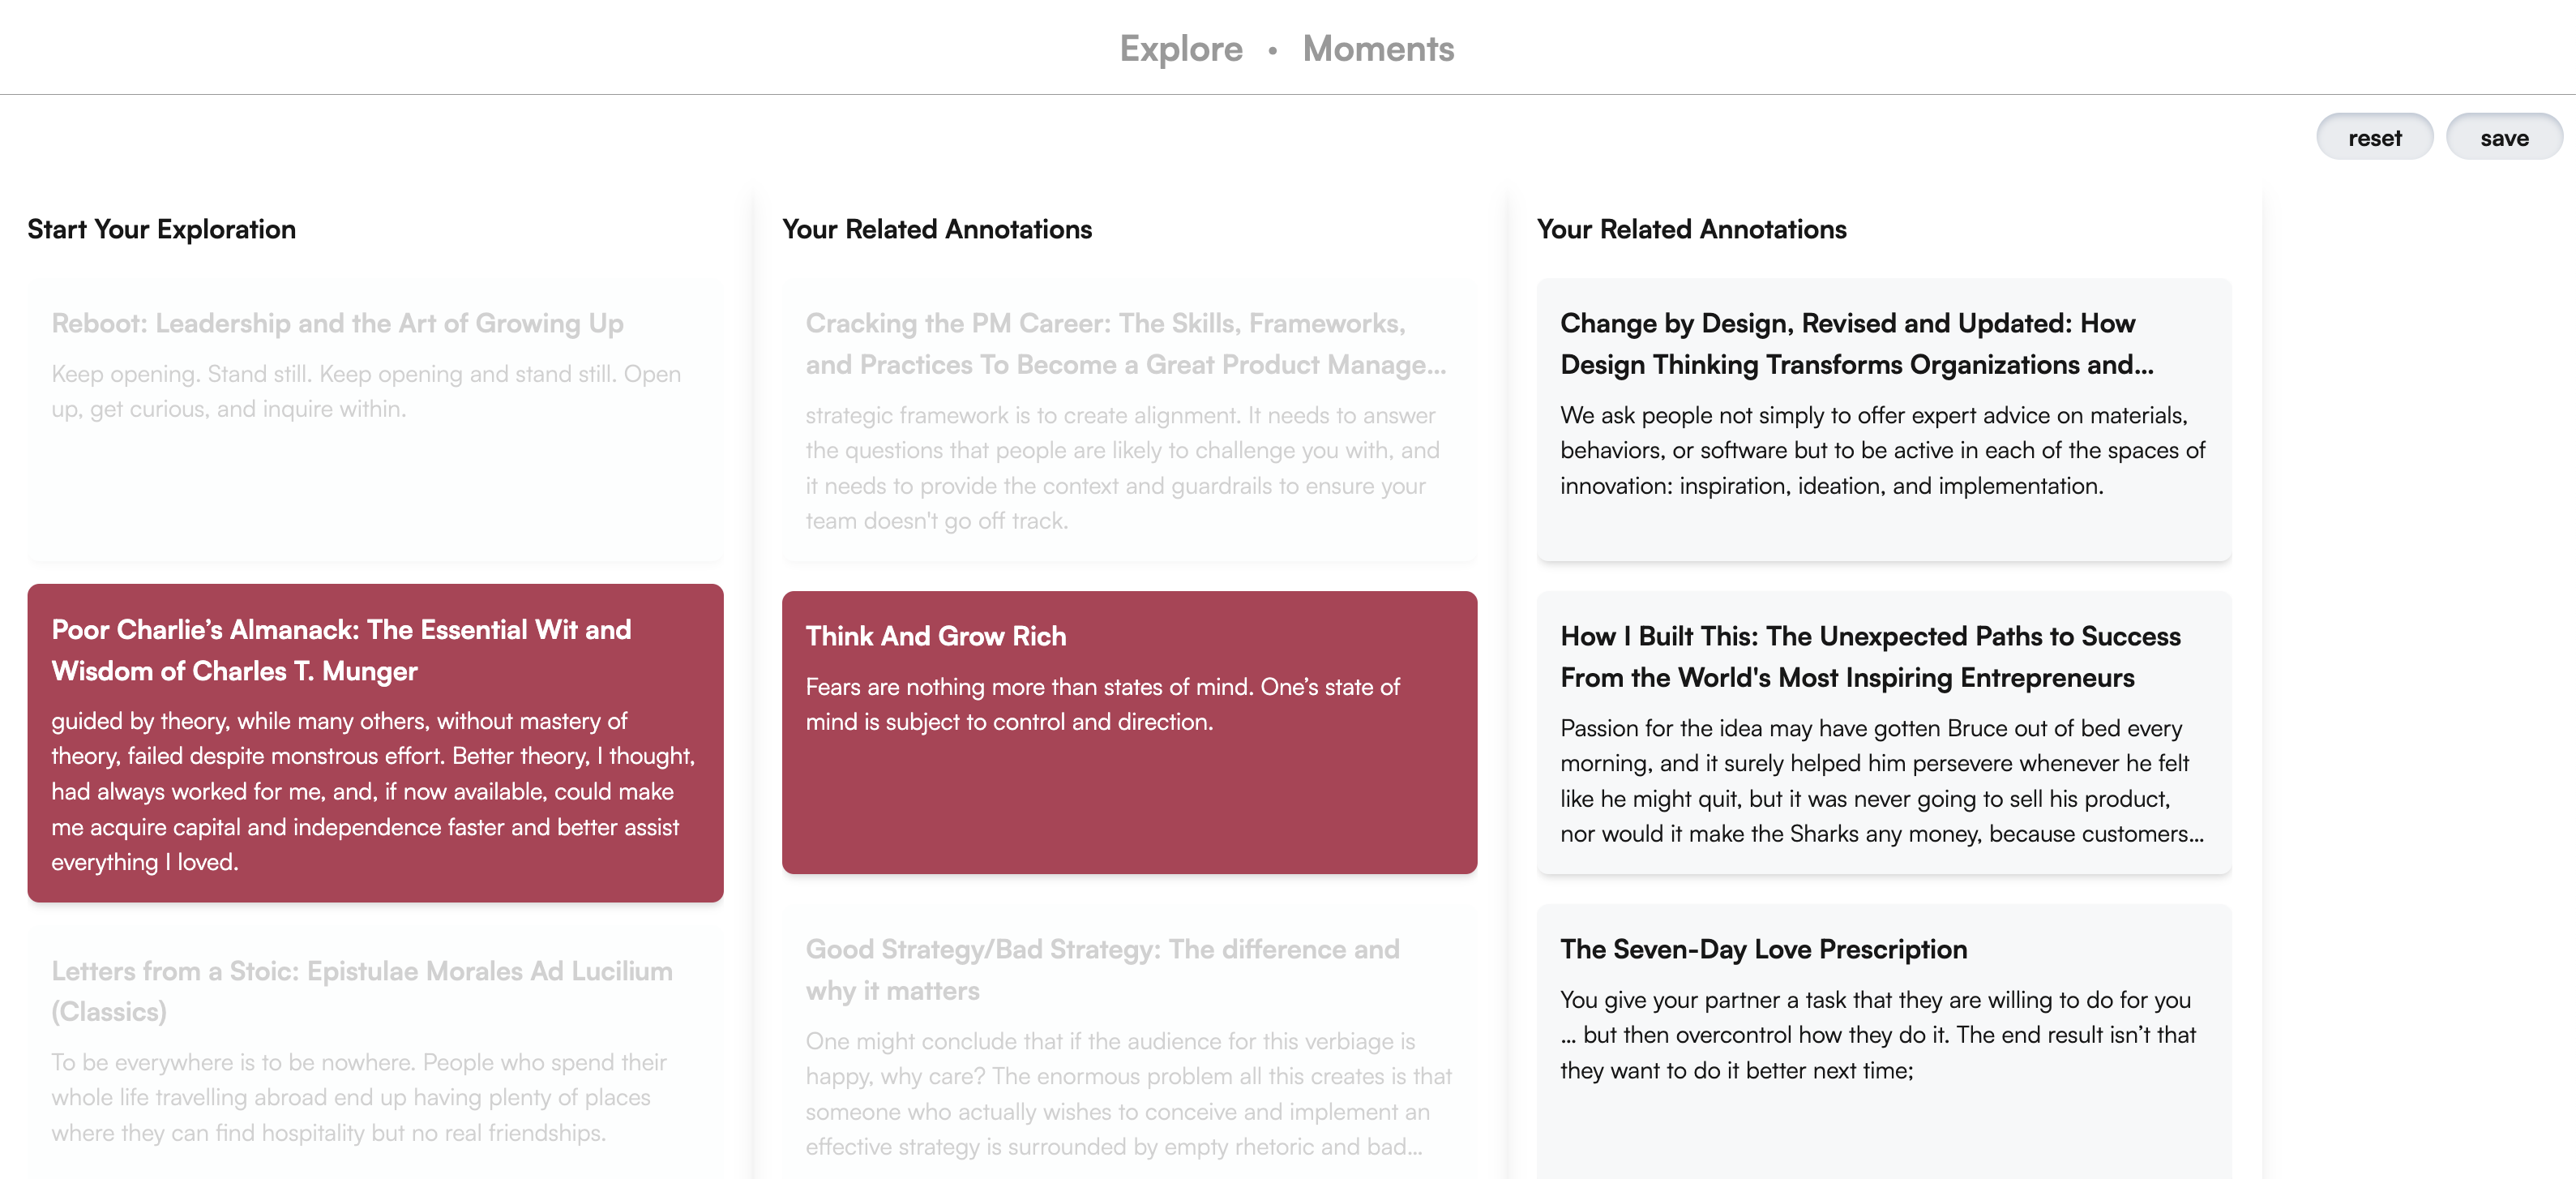 Explore • Moments
reset
save
Start Your Exploration
Reboot: Leadership and the Art of Growing Up
Keep opening. Stand still. Keep opening and stand still. Open
up, get curious, and inquire within.
Poor Charlie’s Almanack: The Essential Wit and
Wisdom of Charles T. Munger
guided by theory, while many others, without mastery of
theory, failed despite monstrous effort. Better theory, I thought,
had always worked for me, and, if now available, could make
me acquire capital and independence faster and better assist
everything I loved.
Letters from a Stoic: Epistulae Morales Ad Lucilium
(Classics)
To be everywhere is to be nowhere. People who spend their
whole life travelling abroad end up having plenty of places
where they can find hospitality but no real friendships.
Your Related Annotations
Cracking the PM Career: The Skills, Frameworks,
and Practices To Become a Great Product Manage...
strategic framework is to create alignment. It needs to answer
the questions that people are likely to challenge you with, and
it needs to provide the context and guardrails to ensure your
team doesn't go off track.
Think And Grow Rich
Fears are nothing more than states of mind. One’s state of
mind is subject to control and direction.
Good Strategy/Bad Strategy: The difference and
why it matters
One might conclude that if the audience for this verbiage is
happy, why care? The enormous problem all this creates is that
someone who actually wishes to conceive and implement an
effective strategy is surrounded by empty rhetoric and bad...
Your Related Annotations
Change by Design, Revised and Updated: How
Design Thinking Transforms Organizations and...
We ask people not simply to offer expert advice on materials,
behaviors, or software but to be active in each of the spaces of
innovation: inspiration, ideation, and implementation.
How I Built This: The Unexpected Paths to Success
From the World's Most Inspiring Entrepreneurs
Passion for the idea may have gotten Bruce out of bed every
morning, and it surely helped him persevere whenever he felt
like he might quit, but it was never going to sell his product,
nor would it make the Sharks any money, because customers...
The Seven-Day Love Prescription
You give your partner a task that they are willing to do for you
... but then overcontrol how they do it. The end result isn’t that
they want to do it better next time;